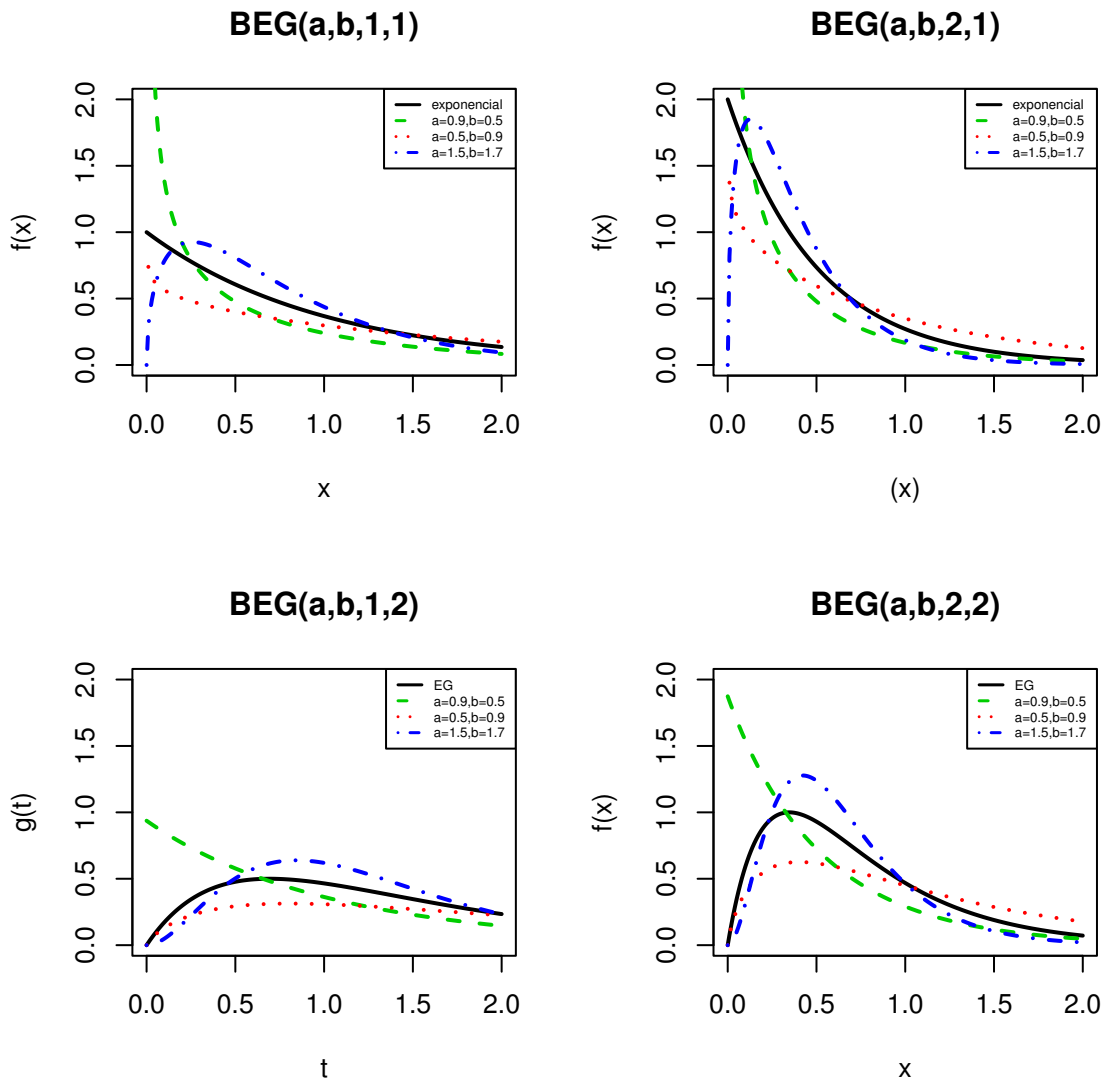 BEG(a,b,1,1)
f(x)
0.0 0.5 1.0 1.5 2.0
exponencial
a=0.9,b=0.5
a=0.5,b=0.9
a=1.5,b=1.7
0.0 0.5 1.0 1.5 2.0
x
BEG(a,b,2,1)
f(x)
0.0 0.5 1.0 1.5 2.0
exponencial
a=0.9,b=0.5
a=0.5,b=0.9
a=1.5,b=1.7
0.0 0.5 1.0 1.5 2.0
(x)
BEG(a,b,1,2)
g(t)
0.0 0.5 1.0 1.5 2.0
EG
a=0.9,b=0.5
a=0.5,b=0.9
a=1.5,b=1.7
0.0 0.5 1.0 1.5 2.0
t
BEG(a,b,2,2)
f(x)
0.0 0.5 1.0 1.5 2.0
EG
a=0.9,b=0.5
a=0.5,b=0.9
a=1.5,b=1.7
0.0 0.5 1.0 1.5 2.0
x